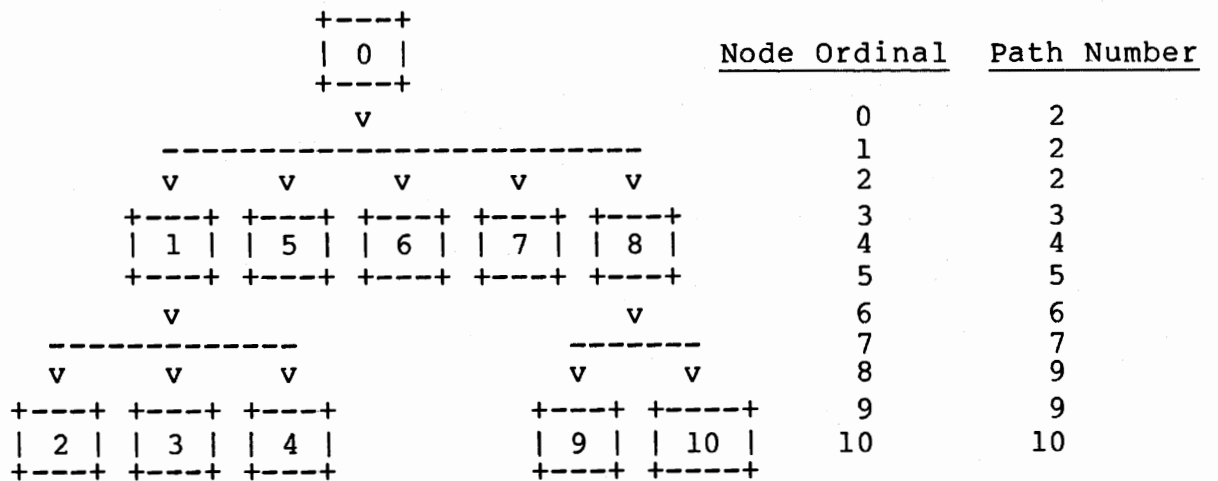 +---+
| 0 |
+---+
v
-------------------------
v v v v v
+---+ +---+ +---+ +---+ +---+
| 1 | | 5 | | 6 | | 7 | | 8 |
+---+ +---+ +---+ +---+ +---+
v v
------------- -------
v v v v v
+---+ +---+ +---+ +---+ +----+
| 2 | | 3 | | 4 | | 9 | | 10 |
+---+ +---+ +---+ +---+ +----+
Node Ordinal Path Number
0 2
1 2
2 2
3 3
4 4
5 5
6 6
7 7
8 9
9 9
10 10